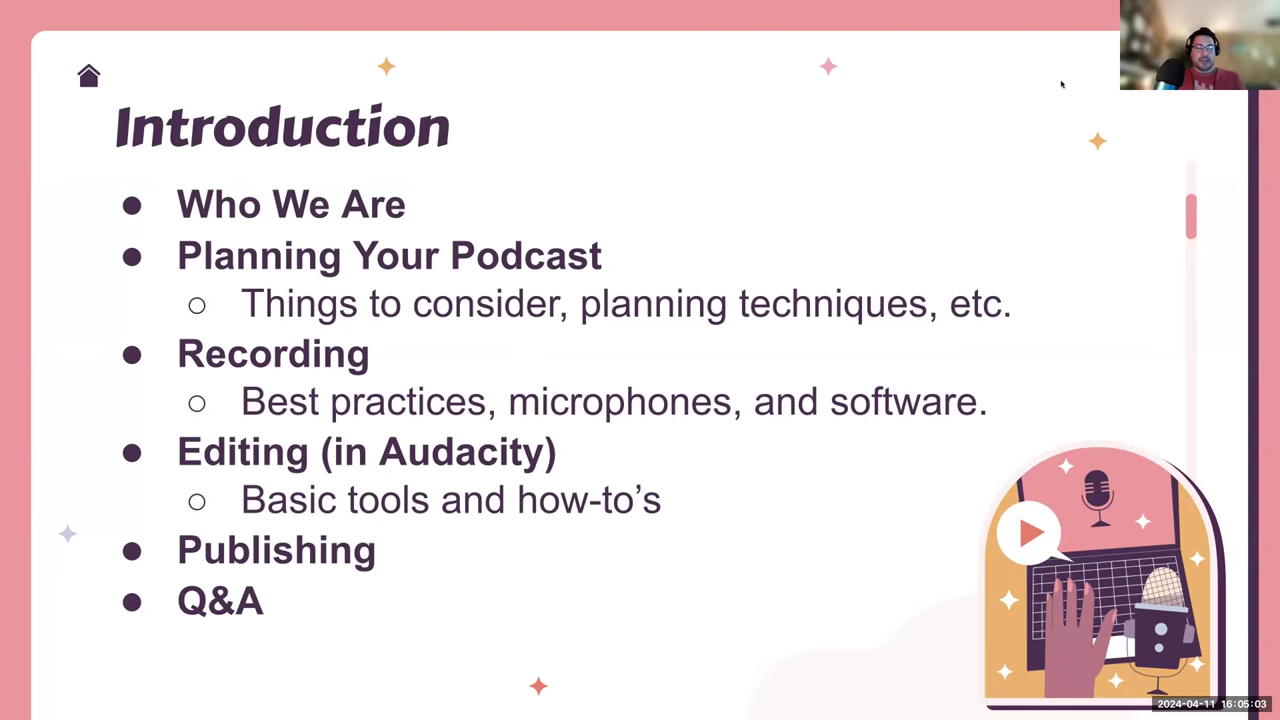 Introduction
● Who We Are
● Planning Your Podcast
○ Things to consider, planning techniques, etc.
● Recording
○ Best practices, microphones, and software.
● Editing (in Audacity)
○ Basic tools and how-to’s
● Publishing
● Q&A
2024-04-11 16:05:03